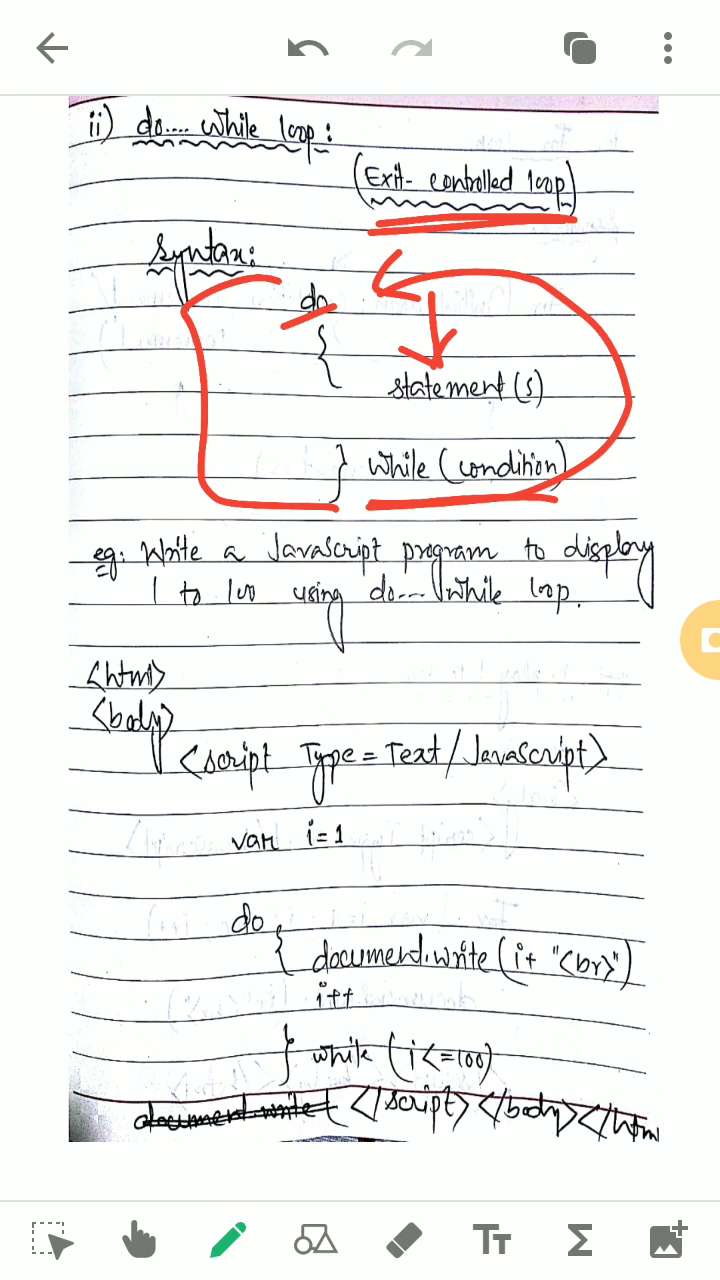 ii) do.... while loop:
(Exit- controlled loop)
Syntax:
do
{
statement(s)
} while (condition)
eg: Write a Javascript program to display
1 to 100 using do... while loop.
<html>
<body>
<script Type = Text / Javascript>
var i=1
do
{ document.write (i+ "<br>")
i++
} while (i<=100)
document.write( </script> </body> </htm
Tт
Σ